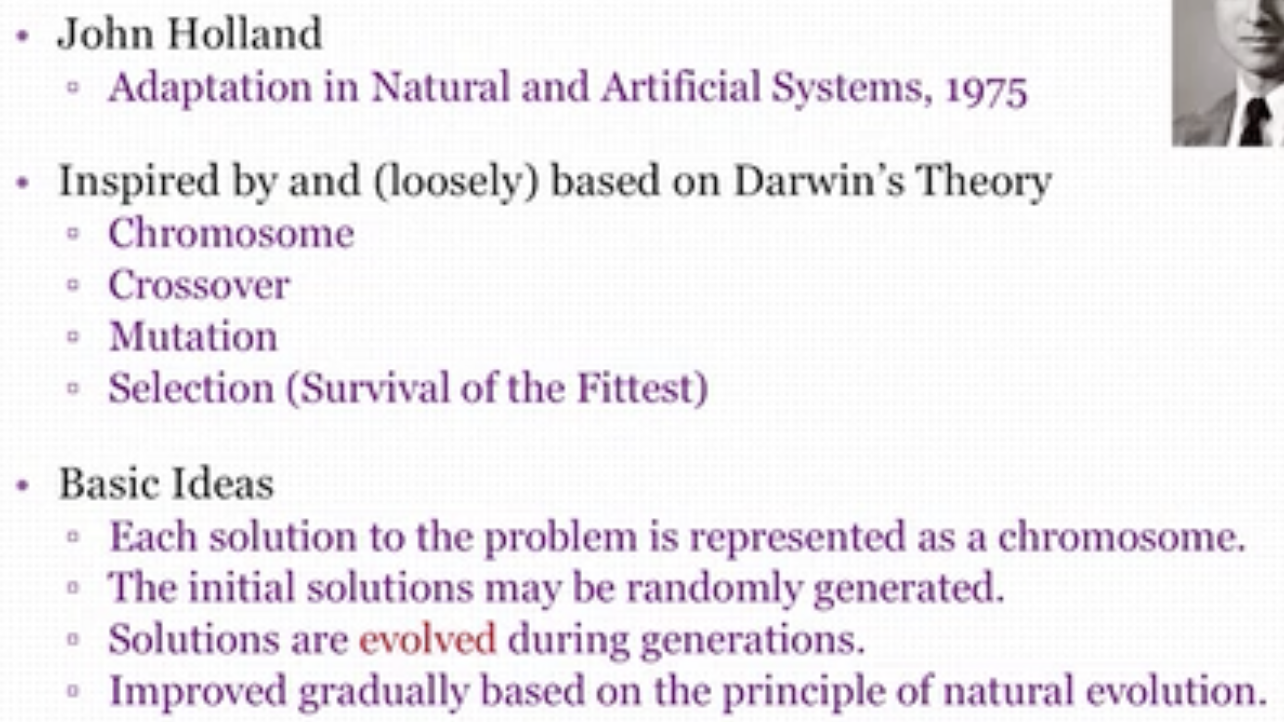 • John Holland
▫ Adaptation in Natural and Artificial Systems, 1975
• Inspired by and (loosely) based on Darwin's Theory
▫ Chromosome
▫ Crossover
▫ Mutation
▫ Selection (Survival of the Fittest)
• Basic Ideas
▫ Each solution to the problem is represented as a chromosome.
▫ The initial solutions may be randomly generated.
▫ Solutions are evolved during generations.
▫ Improved gradually based on the principle of natural evolution.